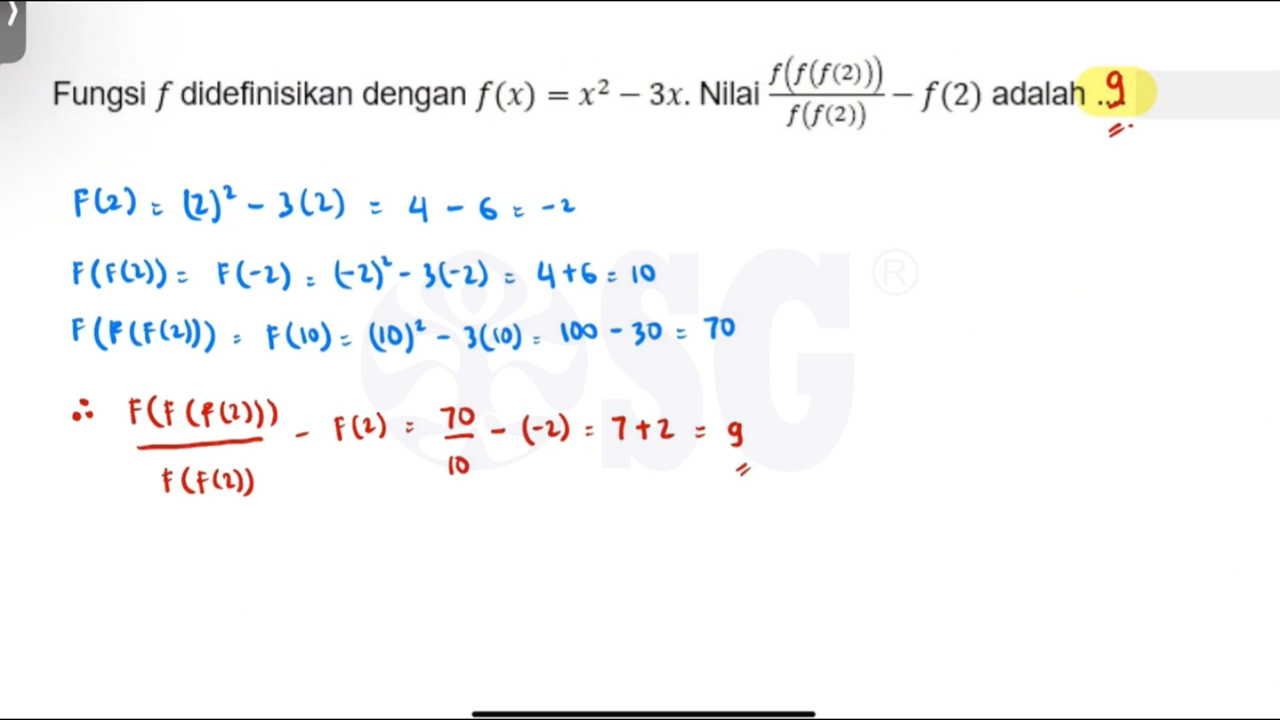 Fungsi f didefinisikan dengan f(x) = x² − 3x. Nilai f(f(f(2)))/f(f(2)) − f(2) adalah ... 9
F(2) = (2)² - 3(2) = 4 - 6 = -2
F(F(2)) = F(-2) = (-2)² - 3(-2) = 4+6 = 10
F(F(F(2))) = F(10) = (10)² - 3(10) = 100 - 30 = 70
∴ F(F(F(2)))/F(F(2)) - F(2) = 70/10 - (-2) = 7+2 = 9
SG ®